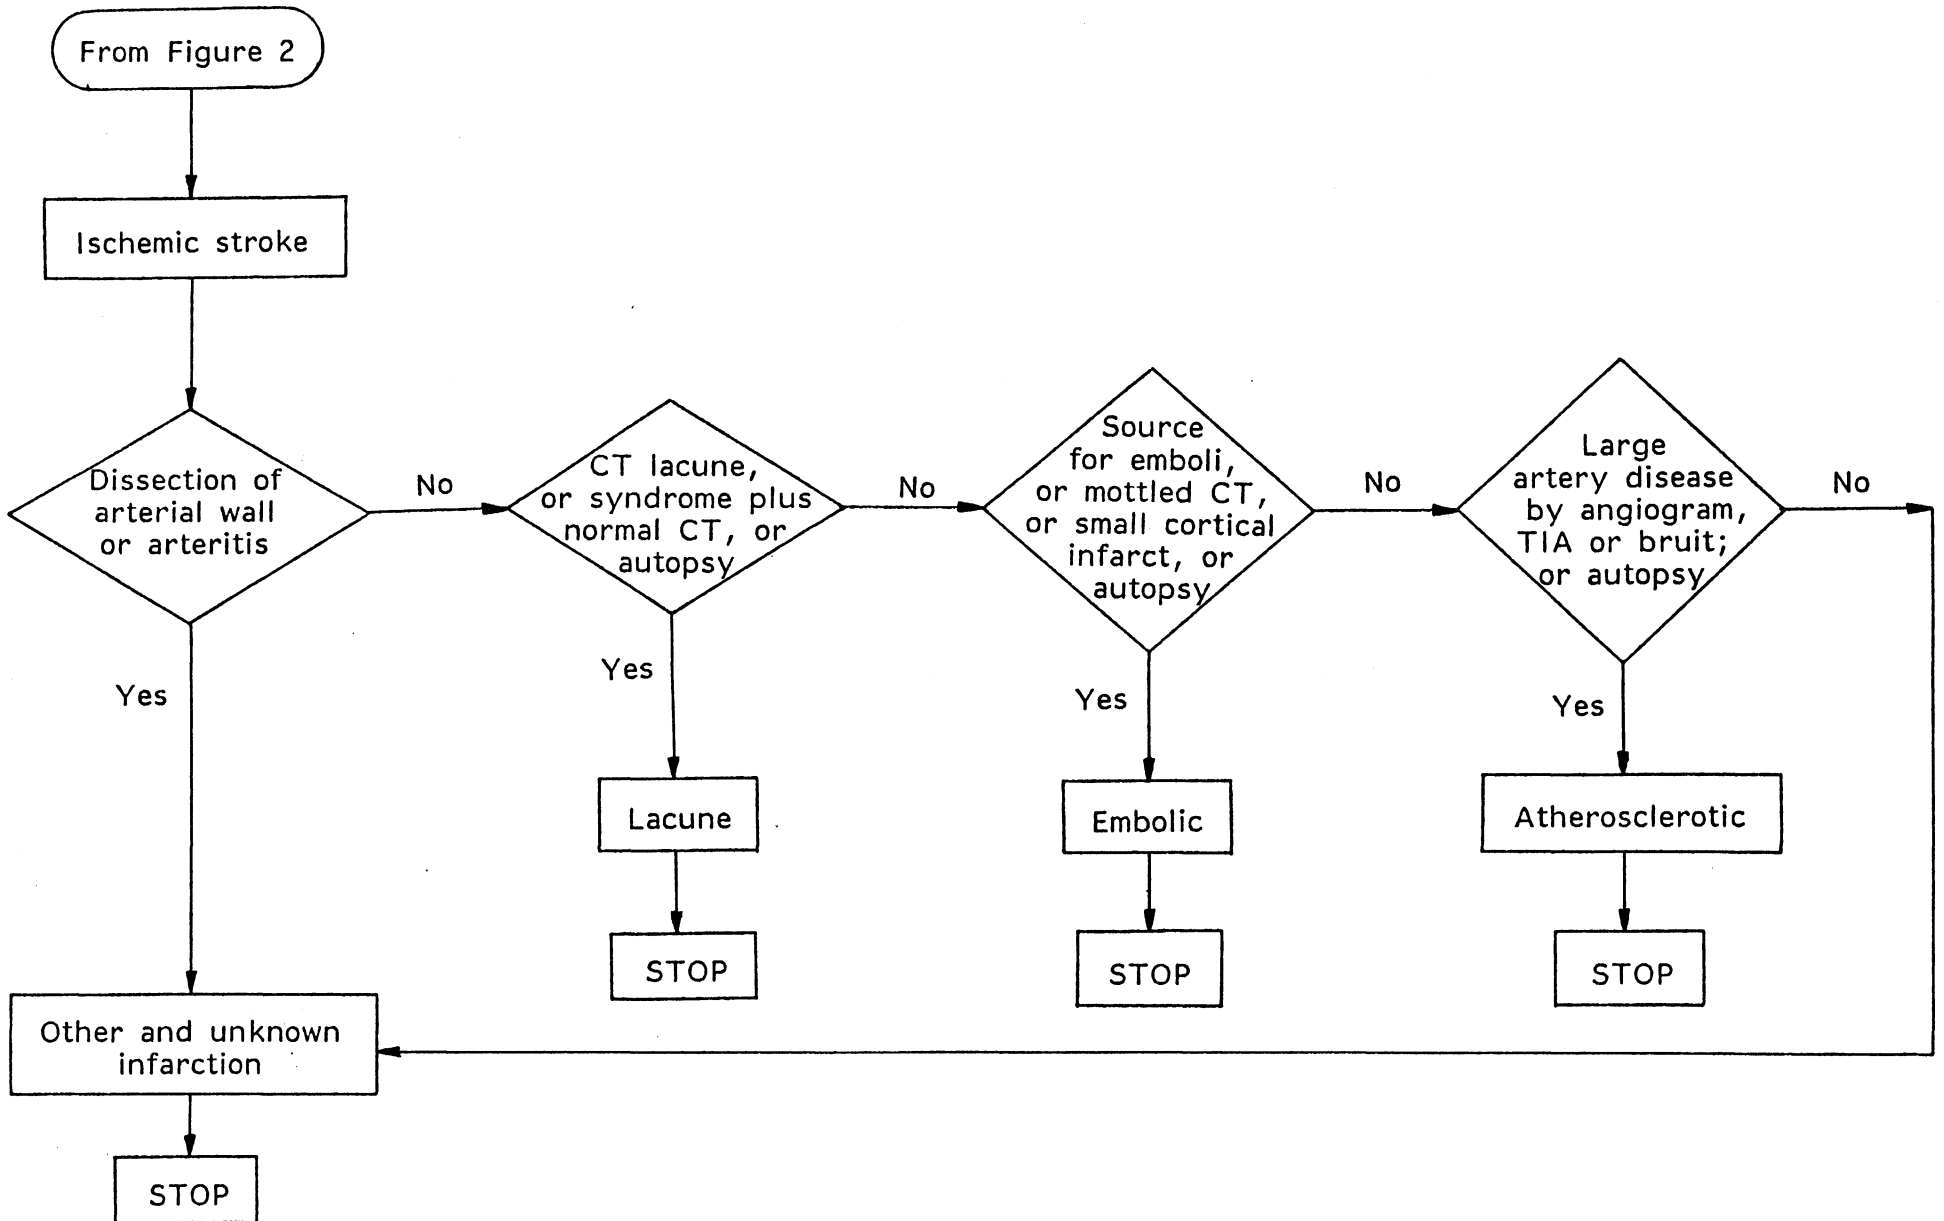 From Figure 2
Ischemic stroke
Dissection of
arterial wall
or arteritis
No
CT lacune,
or syndrome plus
normal CT, or
autopsy
No
Source
for emboli,
or mottled CT,
or small cortical
infarct, or
autopsy
No
Large
artery disease
by angiogram,
TIA or bruit;
or autopsy
No
Yes
Yes
Yes
Yes
Lacune
Embolic
Atherosclerotic
STOP
STOP
STOP
Other and unknown
infarction
STOP